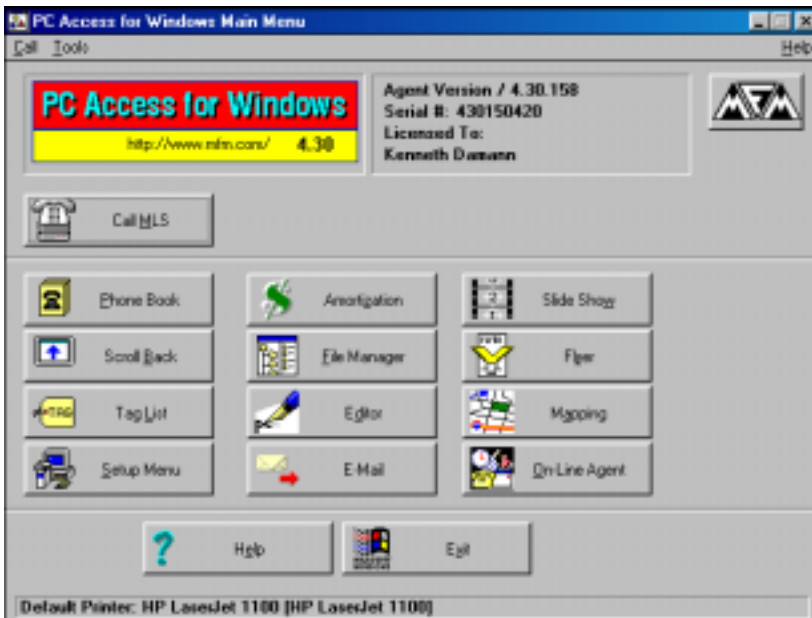 PC Access for Windows Main Menu
Call Tools Help
PC Access for Windows
http://www.mfm.com/ 4.30
Agent Version / 4.30.158
Serial #: 430150420
Licensed To:
Kenneth Damann
Call MLS
Phone Book Amortization Slide Show
Scroll Back File Manager Flyer
TAG Tag List Editor Mapping
Setup Menu E-Mail On-Line Agent
? Help Exit
Default Printer: HP LaserJet 1100 [HP LaserJet 1100]